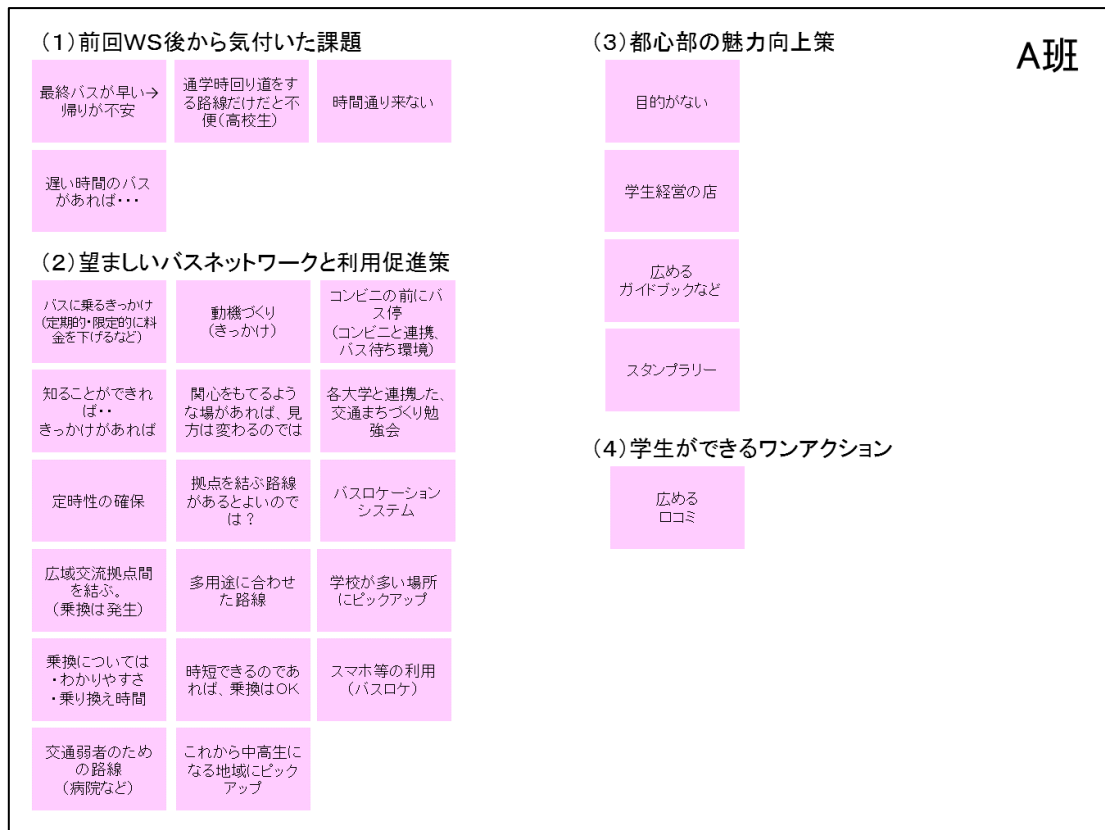 (1)前回WS後から気付いた課題
最終バスが早い→
帰りが不安
通学時回り道をす
る路線だけだと不
便(高校生)
時間通り来ない
遅い時間のバス
があれば・・・
(2)望ましいバスネットワークと利用促進策
バスに乗るきっかけ
(定期的・限定的に料
金を下げるなど)
動機づくり
(きっかけ)
コンビニの前にバ
ス停
(コンビニと連携、
バス待ち環境)
知ることができれ
ば・・
きっかけがあれば
関心をもてるよう
な場があれば、見
方は変わるのでは
各大学と連携した、
交通まちづくり勉
強会
定時性の確保
拠点を結ぶ路線
があるとよいので
は?
バスロケーション
システム
広域交流拠点間
を結ぶ。
(乗換は発生)
多用途に合わせ
た路線
学校が多い場所
にピックアップ
乗換については
・わかりやすさ
・乗り換え時間
時短できるのであ
れば、乗換はOK
スマホ等の利用
(バスロケ)
交通弱者のため
の路線
(病院など)
これから中高生に
なる地域にピック
アップ
(3)都心部の魅力向上策
目的がない
学生経営の店
広める
ガイドブックなど
スタンプラリー
(4)学生ができるワンアクション
広める
口コミ
A班